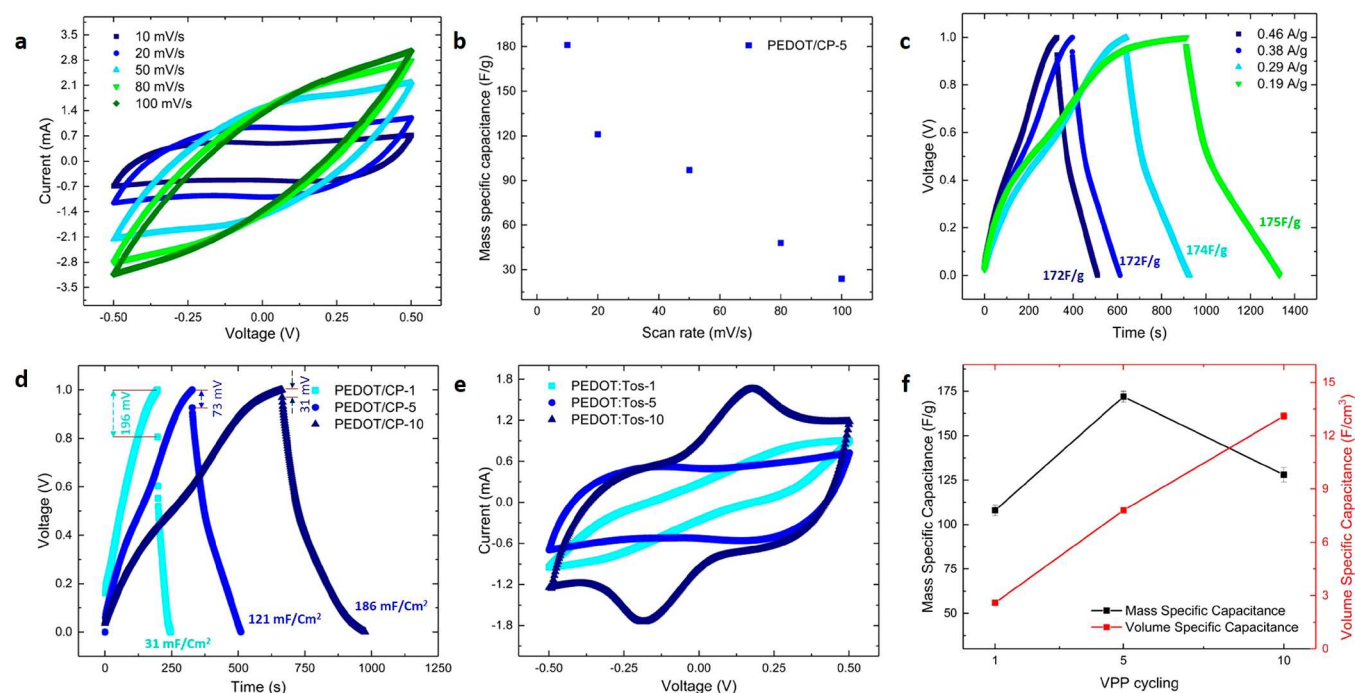 a
10 mV/s
20 mV/s
50 mV/s
80 mV/s
100 mV/s
3.5
2.8
2.1
1.4
0.7
0.0
-0.7
-1.4
-2.1
-2.8
-3.5
Current (mA)
-0.50 -0.25 0.00 0.25 0.50
Voltage (V)
b
PEDOT/CP-5
180
150
120
90
60
30
Mass specific capacitance (F/g)
0 20 40 60 80 100
Scan rate (mV/s)
c
0.46 A/g
0.38 A/g
0.29 A/g
0.19 A/g
1.0
0.8
0.6
0.4
0.2
0.0
Voltage (V)
172F/g
172F/g
174F/g
175F/g
0 200 400 600 800 1000 1200 1400
Time (s)
d
196 mV
73 mV
31 mV
PEDOT/CP-1
PEDOT/CP-5
PEDOT/CP-10
1.0
0.8
0.6
0.4
0.2
0.0
Voltage (V)
31 mF/Cm²
121 mF/Cm²
186 mF/Cm²
0 250 500 750 1000
Time (s)
e
PEDOT:Tos-1
PEDOT:Tos-5
PEDOT:Tos-10
1.8
1.2
0.6
0.0
-0.6
-1.2
-1.8
Current (mA)
-0.50 -0.25 0.00 0.25 0.50
Voltage (V)
f
175
150
125
100
75
50
Mass Specific Capacitance (F/g)
15
12
9
6
3
0
Volume Specific Capacitance (F/cm³)
Mass Specific Capacitance
Volume Specific Capacitance
1 5 10
VPP cycling